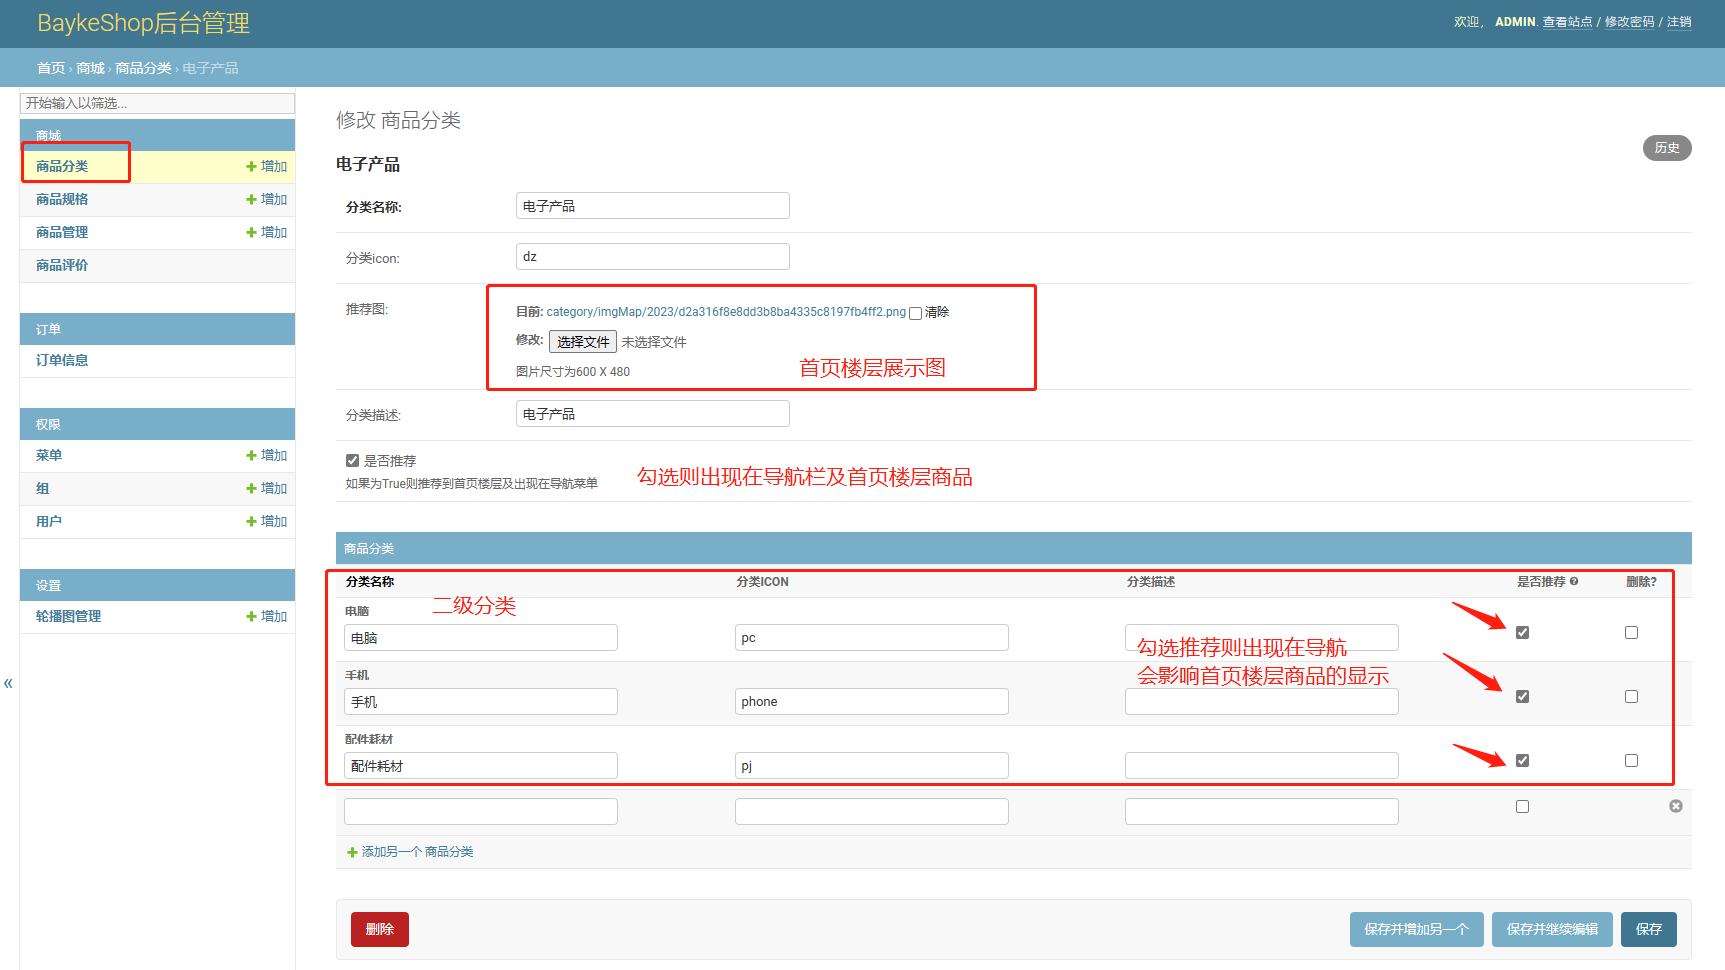 BaykeShop后台管理
欢迎， ADMIN. 查看站点 / 修改密码 / 注销
首页 › 商城 › 商品分类 › 电子产品
开始输入以筛选...
商城
商品分类 增加
商品规格 增加
商品管理 增加
商品评价
订单
订单信息
权限
菜单 增加
组 增加
用户 增加
设置
轮播图管理 增加
«
修改 商品分类
历史
电子产品
分类名称: 电子产品
分类icon: dz
推荐图: 目前: category/imgMap/2023/d2a316f8e8dd3b8ba4335c8197fb4ff2.png 清除
修改: 选择文件 未选择文件
图片尺寸为600 X 480
首页楼层展示图
分类描述: 电子产品
是否推荐
如果为True则推荐到首页楼层及出现在导航菜单
勾选则出现在导航栏及首页楼层商品
商品分类
分类名称 分类ICON 分类描述 是否推荐 删除?
二级分类
电脑
电脑 pc
勾选推荐则出现在导航
会影响首页楼层商品的显示
手机
手机 phone
配件耗材
配件耗材 pj
添加另一个 商品分类
删除 保存并增加另一个 保存并继续编辑 保存